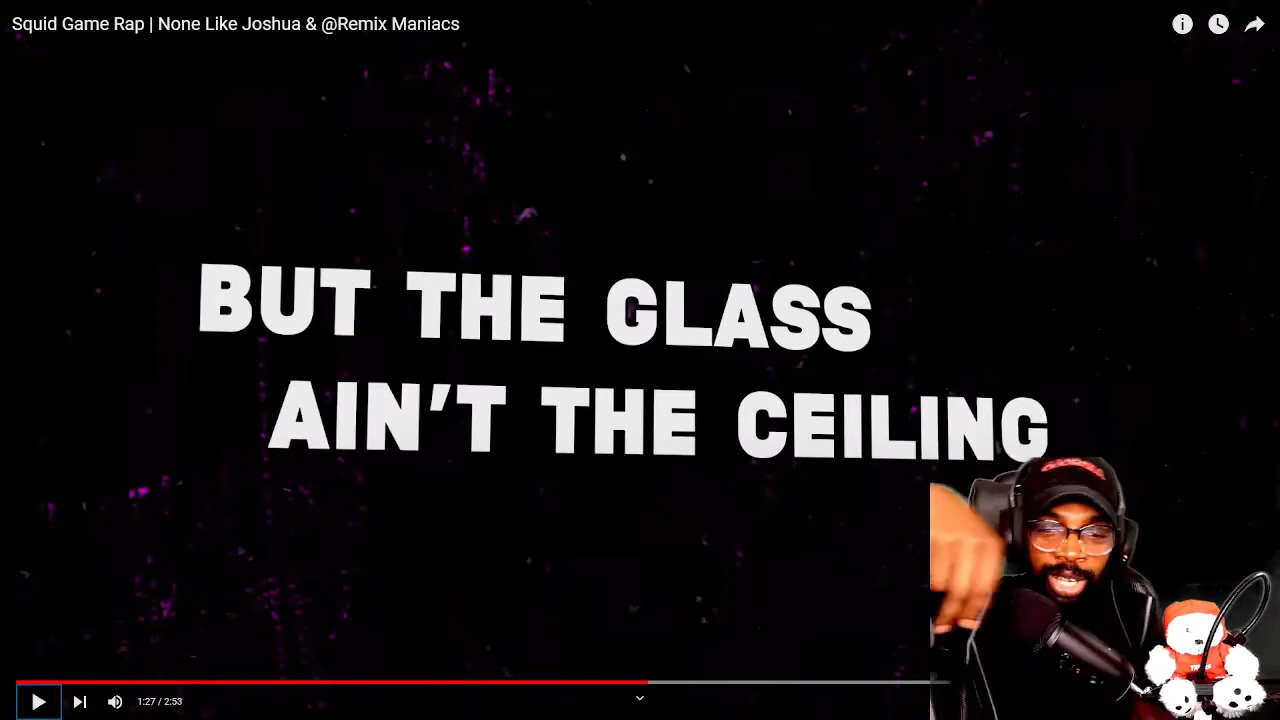 Squid Game Rap | None Like Joshua & @Remix Maniacs
BUT THE GLASS
AIN'T THE CEILING
1:27 / 2:53